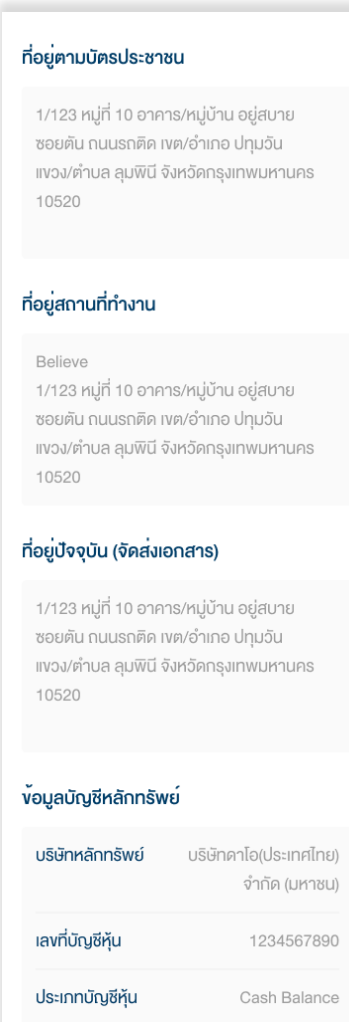 ที่อยู่ตามบัตรประชาชน
1/123 หมู่ที่ 10 อาคาร/หมู่บ้าน อยู่สบาย
ซอยตัน ถนนรถติด เขต/อำเภอ ปทุมวัน
แขวง/ตำบล ลุมพินี จังหวัดกรุงเทพมหานคร
10520
ที่อยู่สถานที่ทำงาน
Believe
1/123 หมู่ที่ 10 อาคาร/หมู่บ้าน อยู่สบาย
ซอยตัน ถนนรถติด เขต/อำเภอ ปทุมวัน
แขวง/ตำบล ลุมพินี จังหวัดกรุงเทพมหานคร
10520
ที่อยู่ปัจจุบัน (จัดส่งเอกสาร)
1/123 หมู่ที่ 10 อาคาร/หมู่บ้าน อยู่สบาย
ซอยตัน ถนนรถติด เขต/อำเภอ ปทุมวัน
แขวง/ตำบล ลุมพินี จังหวัดกรุงเทพมหานคร
10520
ข้อมูลบัญชีหลักทรัพย์
บริษัทหลักทรัพย์ บริษัทดาโอ(ประเทศไทย)
จำกัด (มหาชน)
เลขที่บัญชีหุ้น 1234567890
ประเภทบัญชีหุ้น Cash Balance